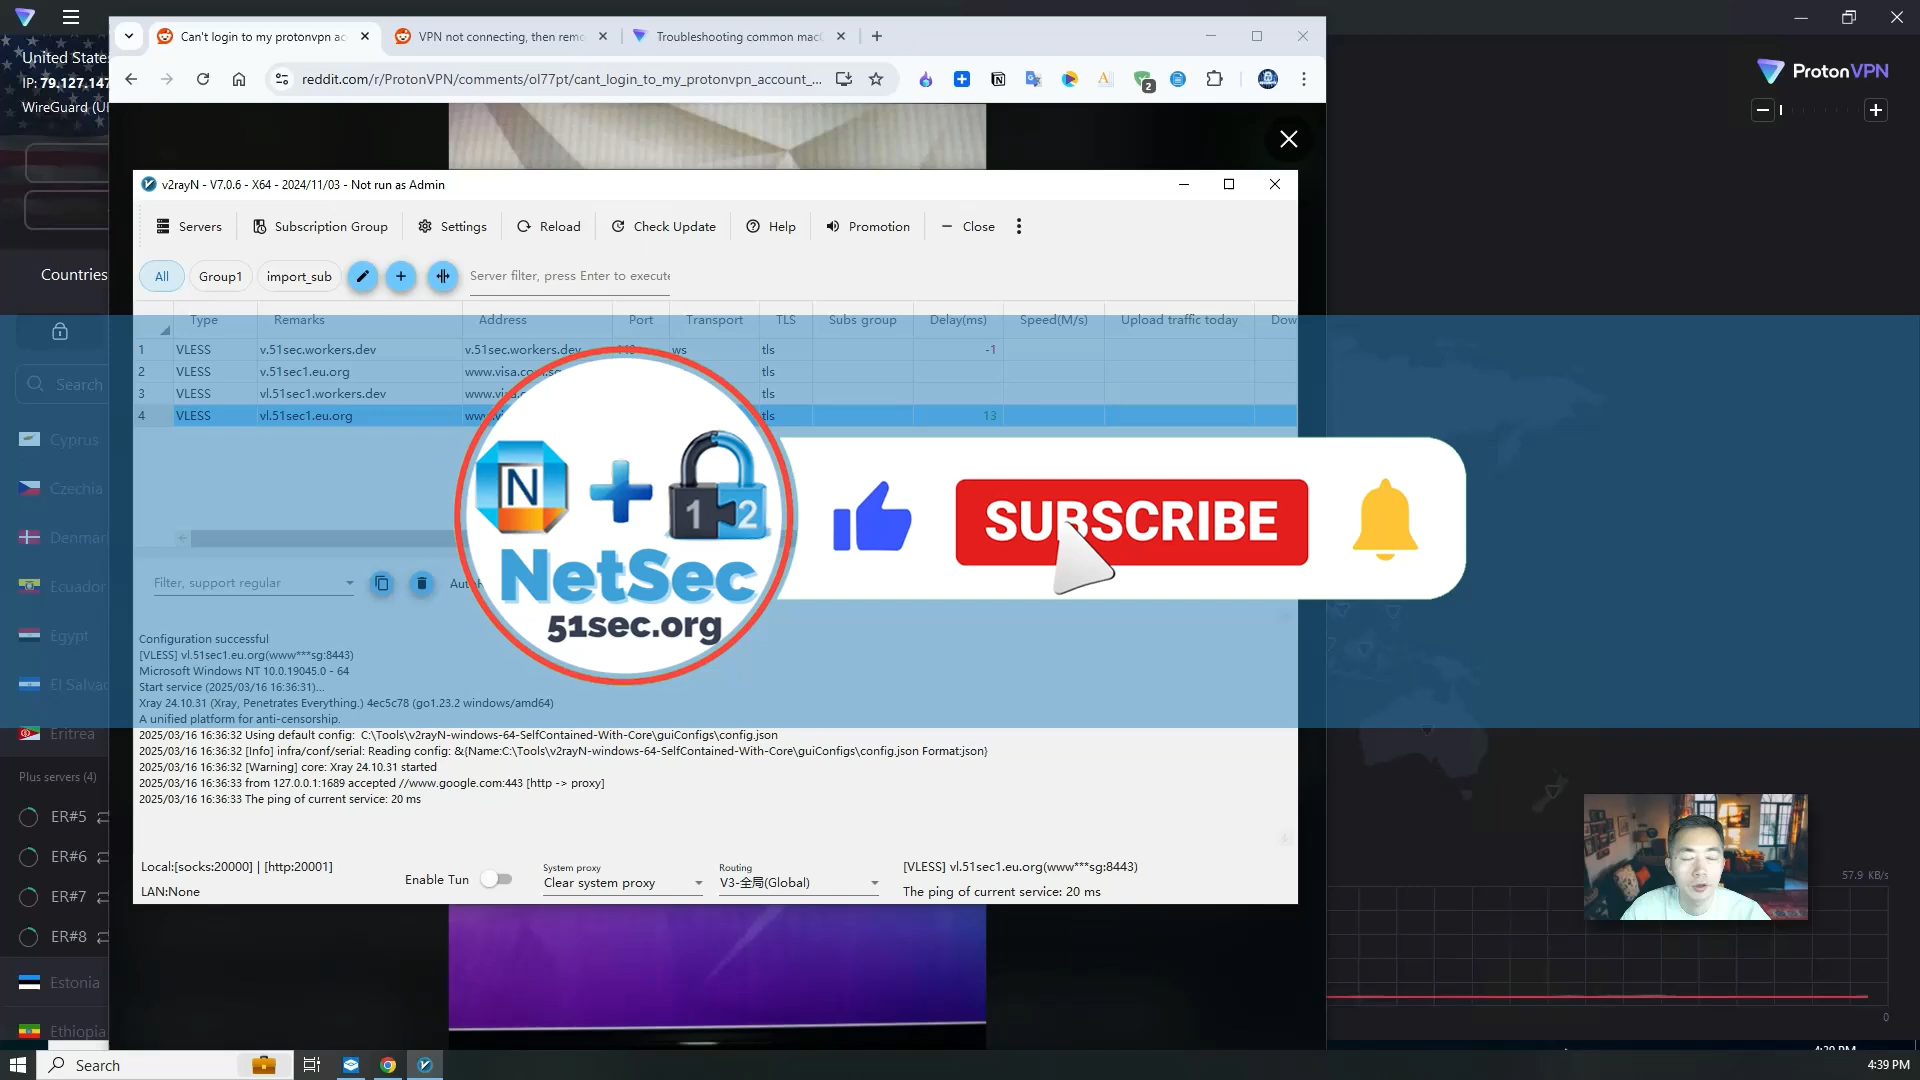 United States
IP: 79.127.147
WireGuard (U
Countries
Search
Cyprus
Czechia
Denmar
Ecuador
Egypt
El Salvac
Eritrea
Plus servers (4)
ER#5
ER#6
ER#7
ER#8
Estonia
Ethiopia
Can't login to my protonvpn ac
VPN not connecting, then remo
Troubleshooting common mac
reddit.com/r/ProtonVPN/comments/ol77pt/cant_login_to_my_protonvpn_account_...
2
ProtonVPN
v2rayN - V7.0.6 - X64 - 2024/11/03 - Not run as Admin
Servers
Subscription Group
Settings
Reload
Check Update
Help
Promotion
Close
All
Group1
import_sub
Server filter, press Enter to execute
Type Remarks Address Port Transport TLS Subs group Delay(ms) Speed(M/s) Upload traffic today Dow
1 VLESS v.51sec.workers.dev v.51sec.workers.dev ws tls -1
2 VLESS v.51sec1.eu.org www.visa.com.sg tls
3 VLESS vl.51sec1.workers.dev www.visa.c tls
4 VLESS vl.51sec1.eu.org www.vi tls 13
N 12
NetSec
51sec.org
SUBSCRIBE
Filter, support regular
Configuration successful
[VLESS] vl.51sec1.eu.org(www***sg:8443)
Microsoft Windows NT 10.0.19045.0 - 64
Start service (2025/03/16 16:36:31)...
Xray 24.10.31 (Xray, Penetrates Everything.) 4ec5c78 (go1.23.2 windows/amd64)
A unified platform for anti-censorship.
2025/03/16 16:36:32 Using default config:  C:\Tools\v2rayN-windows-64-SelfContained-With-Core\guiConfigs\config.json
2025/03/16 16:36:32 [Info] infra/conf/serial: Reading config: &{Name:C:\Tools\v2rayN-windows-64-SelfContained-With-Core\guiConfigs\config.json Format:json}
2025/03/16 16:36:32 [Warning] core: Xray 24.10.31 started
2025/03/16 16:36:33 from 127.0.0.1:1689 accepted //www.google.com:443 [http -> proxy]
2025/03/16 16:36:33 The ping of current service: 20 ms
Local:[socks:20000] | [http:20001]
LAN:None
Enable Tun
System proxy
Clear system proxy
Routing
V3-全局(Global)
[VLESS] vl.51sec1.eu.org(www***sg:8443)
The ping of current service: 20 ms
57.9 KB/s
0
Search
4:39 PM